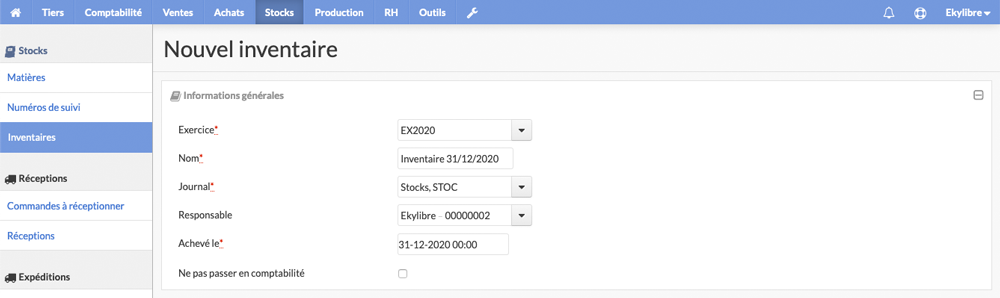 Tiers Comptabilité Ventes Achats Stocks Production RH Outils Ekylibre
Stocks
Matières
Numéros de suivi
Inventaires
Réceptions
Commandes à réceptionner
Réceptions
Expéditions
Nouvel inventaire
Informations générales
Exercice* EX2020
Nom* Inventaire 31/12/2020
Journal* Stocks, STOC
Responsable Ekylibre - 00000002
Achevé le* 31-12-2020 00:00
Ne pas passer en comptabilité